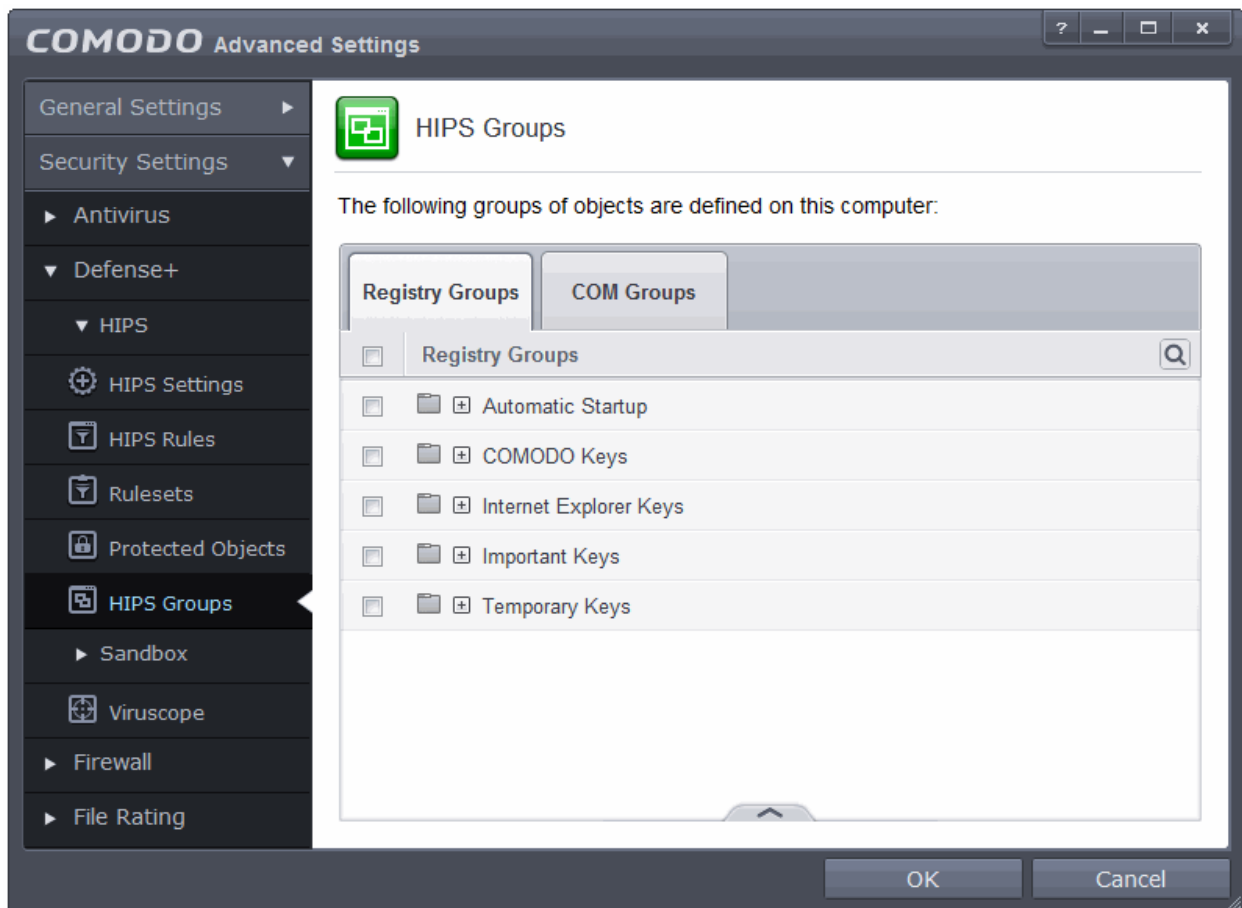 COMODO Advanced Settings
?
General Settings
Security Settings
Antivirus
Defense+
HIPS
HIPS Settings
HIPS Rules
Rulesets
Protected Objects
HIPS Groups
Sandbox
Viruscope
Firewall
File Rating
HIPS Groups
The following groups of objects are defined on this computer:
Registry Groups COM Groups
Registry Groups
Automatic Startup
COMODO Keys
Internet Explorer Keys
Important Keys
Temporary Keys
OK Cancel